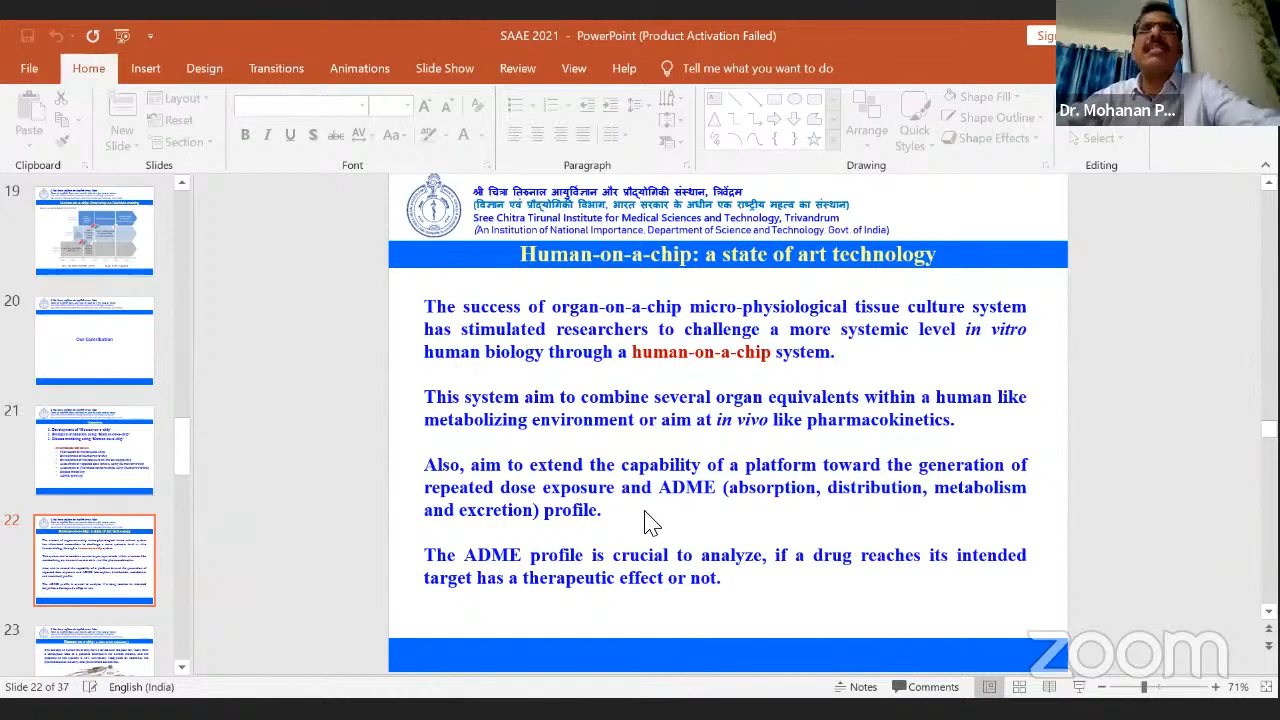 SAAE 2021 - PowerPoint (Product Activation Failed)
Sig
File Home Insert Design Transitions Animations Slide Show Review View Help Tell me what you want to do
Dr. Mohanan P...
Paste
New Slide
Layout
Reset
Section
Arrange
Quick Styles
Shape Fill
Shape Outline
Shape Effects
Select
Clipboard Slides Font Paragraph Drawing Editing
19
20
Our Contribution
21
22
23
श्री चित्रा तिरुनाल आयुर्विज्ञान और प्रौद्योगिकी संस्थान, त्रिवेंद्रम
(विज्ञान एवं प्रौद्योगिकी विभाग, भारत सरकार के अधीन एक राष्ट्रीय महत्व का संस्थान)
Sree Chitra Tirunal Institute for Medical Sciences and Technology, Trivandrum
(An Institution of National Importance, Department of Science and Technology, Govt. of India)
Human-on-a-chip: a state of art technology
The success of organ-on-a-chip micro-physiological tissue culture system
has stimulated researchers to challenge a more systemic level in vitro
human biology through a human-on-a-chip system.
This system aim to combine several organ equivalents within a human like
metabolizing environment or aim at in vivo like pharmacokinetics.
Also, aim to extend the capability of a platform toward the generation of
repeated dose exposure and ADME (absorption, distribution, metabolism
and excretion) profile.
The ADME profile is crucial to analyze, if a drug reaches its intended
target has a therapeutic effect or not.
zoom
Slide 22 of 37 English (India) Notes Comments 71%